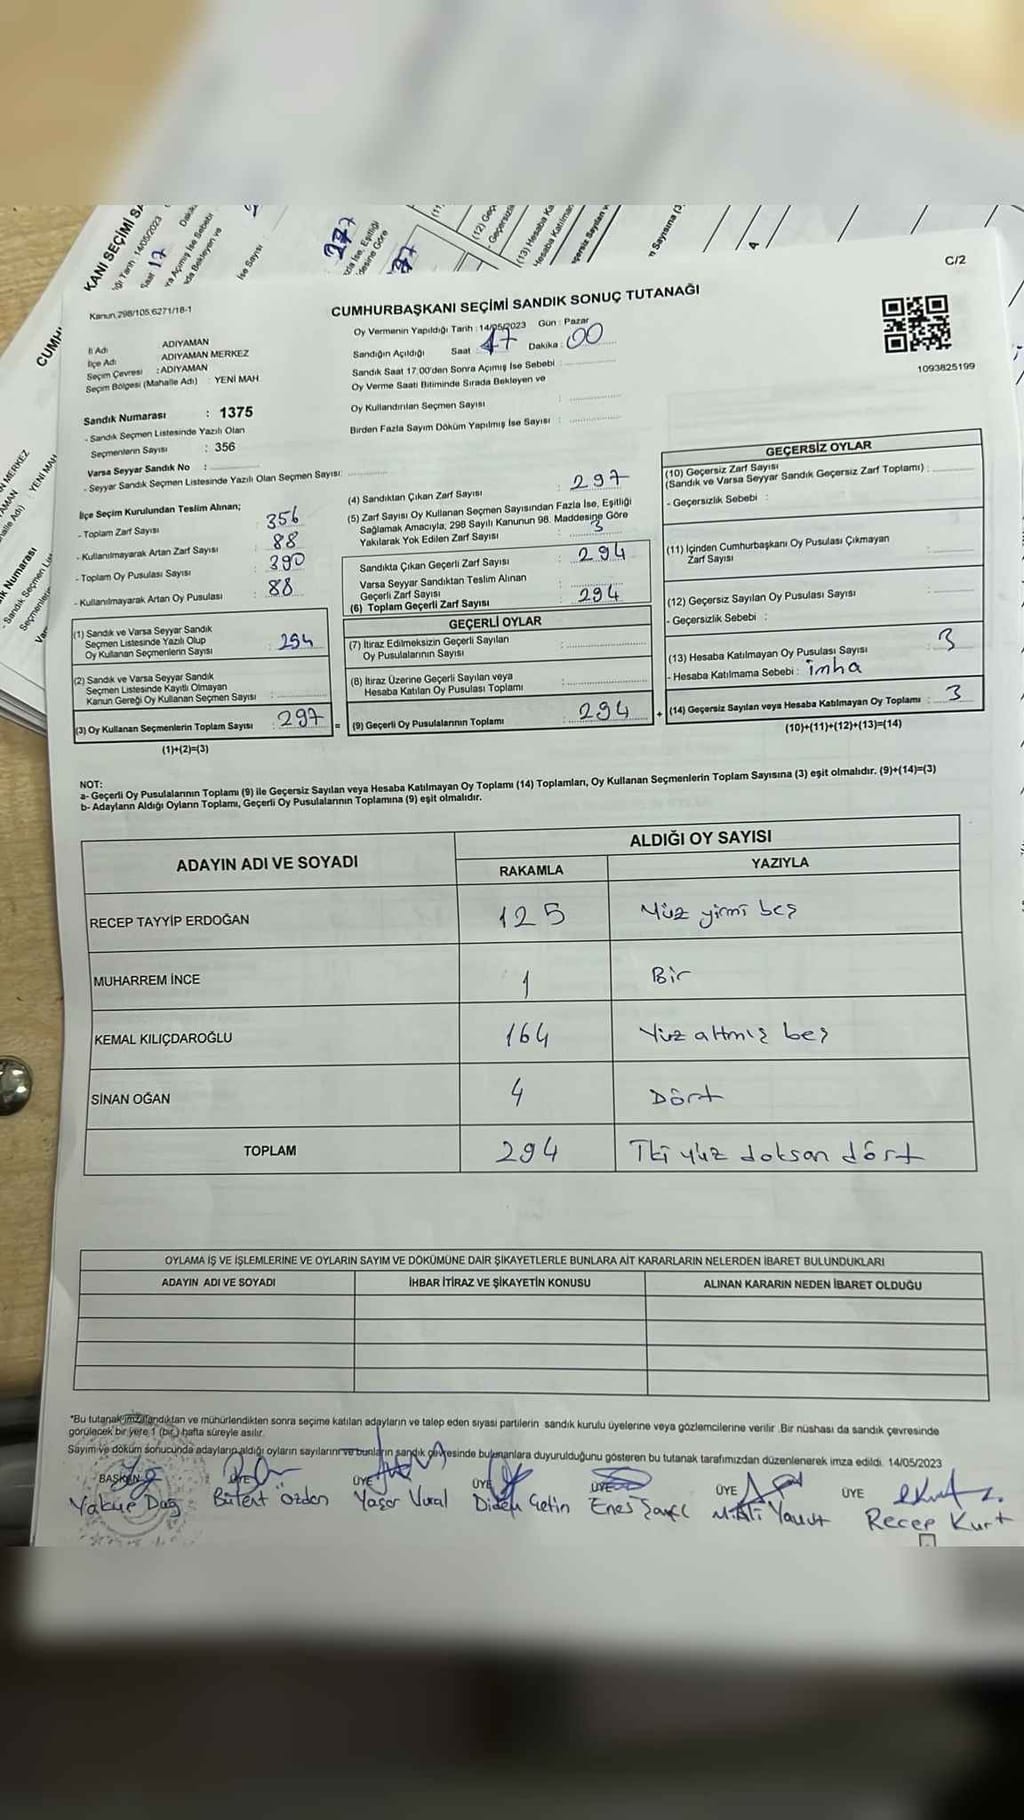 C/2
Kanun 298/105,6271/18-1
CUMHURBAŞKANI SEÇİMİ SANDIK SONUÇ TUTANAĞI
Oy Vermenin Yapıldığı Tarih : 14/05/2023 Gün : Pazar
İl Adı : ADIYAMAN
İlçe Adı : ADIYAMAN MERKEZ
Seçim Çevresi : ADIYAMAN
Seçim Bölgesi (Mahalle Adı) : YENİ MAH
Sandığın Açıldığı Saat : 17 Dakika : 00
Sandık Saat 17:00'den Sonra Açımış İse Sebebi :
Oy Verme Saati Bitiminde Sırada Bekleyen ve
Oy Kullandırılan Seçmen Sayısı :
Birden Fazla Sayım Döküm Yapılmış İse Sayısı :
1093825199
Sandık Numarası : 1375
- Sandık Seçmen Listesinde Yazılı Olan
Seçmenlerin Sayısı : 356
Varsa Seyyar Sandık No :
- Seyyar Sandık Seçmen Listesinde Yazılı Olan Seçmen Sayısı:
İlçe Seçim Kurulundan Teslim Alınan;
- Toplam Zarf Sayısı : 356
- Kullanılmayarak Artan Zarf Sayısı : 88
- Toplam Oy Pusulası Sayısı : 390
- Kullanılmayarak Artan Oy Pusulası : 88
(1) Sandık ve Varsa Seyyar Sandık
Seçmen Listesinde Yazılı Olup
Oy Kullanan Seçmenlerin Sayısı : 294
(2) Sandık ve Varsa Seyyar Sandık
Seçmen Listesinde Kayıtlı Olmayan
Kanun Gereği Oy Kullanan Seçmen Sayısı :
(3) Oy Kullanan Seçmenlerin Toplam Sayısı : 297 =
(1)+(2)=(3)
(4) Sandıktan Çıkan Zarf Sayısı : 297
(5) Zarf Sayısı Oy Kullanan Seçmen Sayısından Fazla İse, Eşitliği
Sağlamak Amacıyla, 298 Sayılı Kanunun 98. Maddesine Göre
Yakılarak Yok Edilen Zarf Sayısı : 3
Sandıkta Çıkan Geçerli Zarf Sayısı : 294
Varsa Seyyar Sandıktan Teslim Alınan
Geçerli Zarf Sayısı :
(6) Toplam Geçerli Zarf Sayısı : 294
GEÇERLİ OYLAR
(7) İtiraz Edilmeksizin Geçerli Sayılan
Oy Pusulalarının Sayısı :
(8) İtiraz Üzerine Geçerli Sayılan veya
Hesaba Katılan Oy Pusulası Toplamı :
(9) Geçerli Oy Pusulalarının Toplamı : 294 +
GEÇERSİZ OYLAR
(10) Geçersiz Zarf Sayısı
(Sandık ve Varsa Seyyar Sandık Geçersiz Zarf Toplamı) :
- Geçersizlik Sebebi :
(11) İçinden Cumhurbaşkanı Oy Pusulası Çıkmayan
Zarf Sayısı :
(12) Geçersiz Sayılan Oy Pusulası Sayısı :
- Geçersizlik Sebebi :
(13) Hesaba Katılmayan Oy Pusulası Sayısı : 3
- Hesaba Katılmama Sebebi : imha
(14) Geçersiz Sayılan veya Hesaba Katılmayan Oy Toplamı : 3
(10)+(11)+(12)+(13)=(14)
NOT:
a- Geçerli Oy Pusulalarının Toplamı (9) ile Geçersiz Sayılan veya Hesaba Katılmayan Oy Toplamı (14) Toplamları, Oy Kullanan Seçmenlerin Toplam Sayısına (3) eşit olmalıdır. (9)+(14)=(3)
b- Adayların Aldığı Oyların Toplamı, Geçerli Oy Pusulalarının Toplamına (9) eşit olmalıdır.
ADAYIN ADI VE SOYADI ALDIĞI OY SAYISI
RAKAMLA YAZIYLA
RECEP TAYYİP ERDOĞAN 125 Yüz yirmi beş
MUHARREM İNCE 1 Bir
KEMAL KILIÇDAROĞLU 164 Yüz altmış beş
SİNAN OĞAN 4 Dört
TOPLAM 294 İki yüz doksan dört
OYLAMA İŞ VE İŞLEMLERİNE VE OYLARIN SAYIM VE DÖKÜMÜNE DAİR ŞİKAYETLERLE BUNLARA AİT KARARLARIN NELERDEN İBARET BULUNDUKLARI
ADAYIN ADI VE SOYADI İHBAR İTİRAZ VE ŞİKAYETİN KONUSU ALINAN KARARIN NEDEN İBARET OLDUĞU
*Bu tutanak imzalandıktan ve mühürlendikten sonra seçime katılan adayların ve talep eden siyasi partilerin sandık kurulu üyelerine veya gözlemcilerine verilir. Bir nüshası da sandık çevresinde
görülecek bir yere 1 (bir) hafta süreyle asılır.
Sayım ve döküm sonucunda adayların aldığı oyların sayılarını ve bunların sandık çevresinde bulunanlara duyurulduğunu gösteren bu tutanak tarafımızdan düzenlenerek imza edildi. 14/05/2023
BAŞKAN ÜYE ÜYE ÜYE ÜYE ÜYE ÜYE
Yakup Dağ Bülent Özden Yaşar Vural Didem Çetin Enes Yavut Recep Kurt